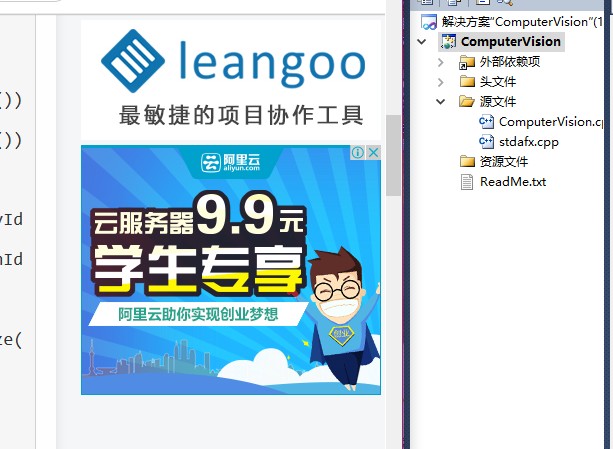 ())
())
Id
Id
ze(
leangoo
最敏捷的项目协作工具
阿里云
aliyun.com
云服务器9.9元
学生专享
阿里云助你实现创业梦想
创业
解决方案"ComputerVision"(1
ComputerVision
外部依赖项
头文件
源文件
ComputerVision.cp
stdafx.cpp
资源文件
ReadMe.txt